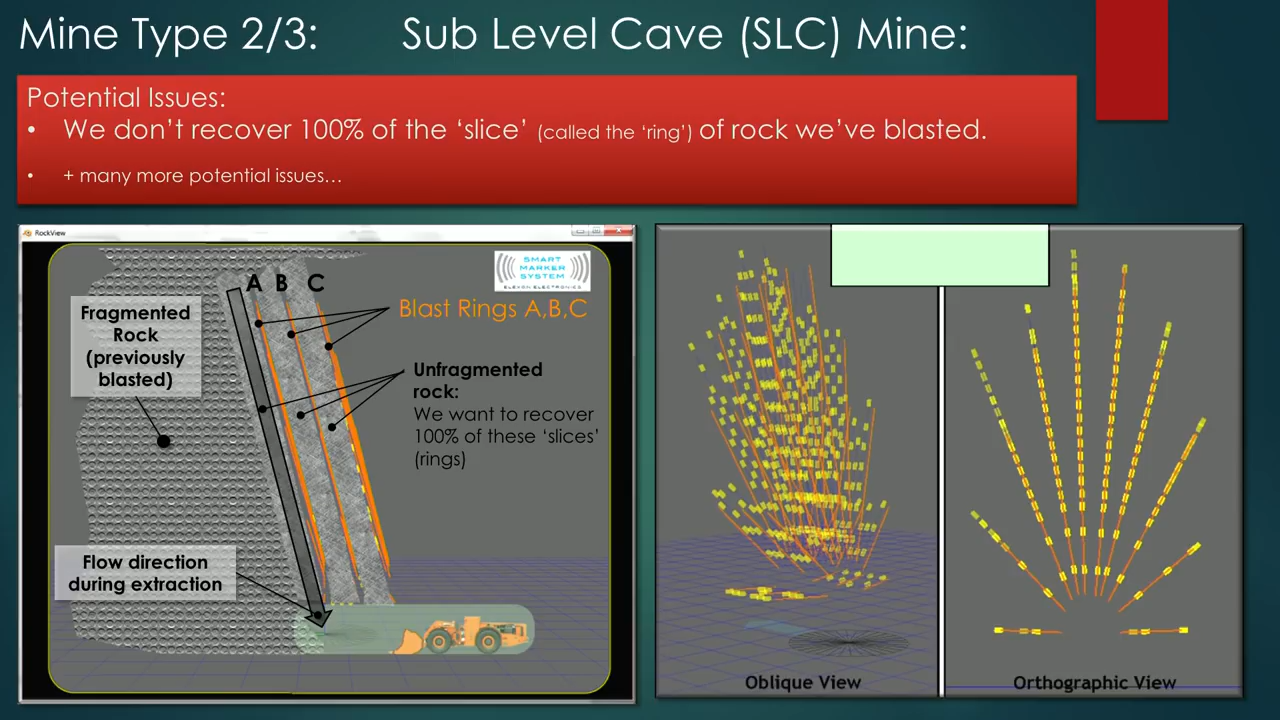 Mine Type 2/3: Sub Level Cave (SLC) Mine:
Potential Issues:
• We don't recover 100% of the 'slice' (called the 'ring') of rock we've blasted.
• + many more potential issues…
RockView
SMART
MARKER
SYSTEM
ELEXON ELECTRONICS
A B C
Blast Rings A,B,C
Fragmented
Rock
(previously
blasted)
Unfragmented
rock:
We want to recover
100% of these 'slices'
(rings)
Flow direction
during extraction
Oblique View
Orthographic View